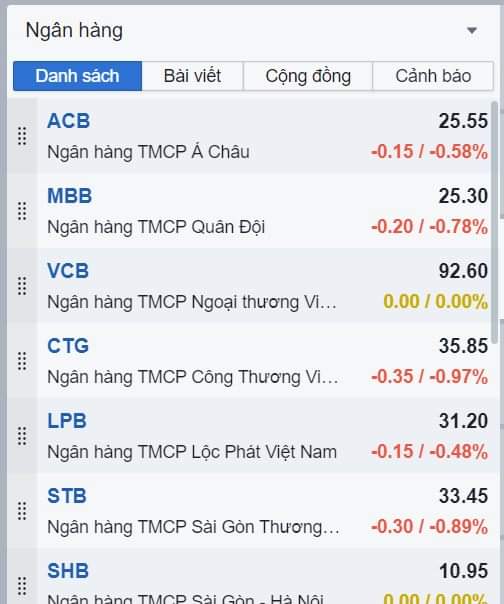 Ngân hàng
Danh sách Bài viết Cộng đồng Cảnh báo
ACB 25.55
Ngân hàng TMCP Á Châu -0.15 / -0.58%
MBB 25.30
Ngân hàng TMCP Quân Đội -0.20 / -0.78%
VCB 92.60
Ngân hàng TMCP Ngoại thương Vi... 0.00 / 0.00%
CTG 35.85
Ngân hàng TMCP Công Thương Vi... -0.35 / -0.97%
LPB 31.20
Ngân hàng TMCP Lộc Phát Việt Nam -0.15 / -0.48%
STB 33.45
Ngân hàng TMCP Sài Gòn Thương... -0.30 / -0.89%
SHB 10.95
Ngân hàng TMCP Sài Gòn - Hà Nội 0.00 / 0.00%